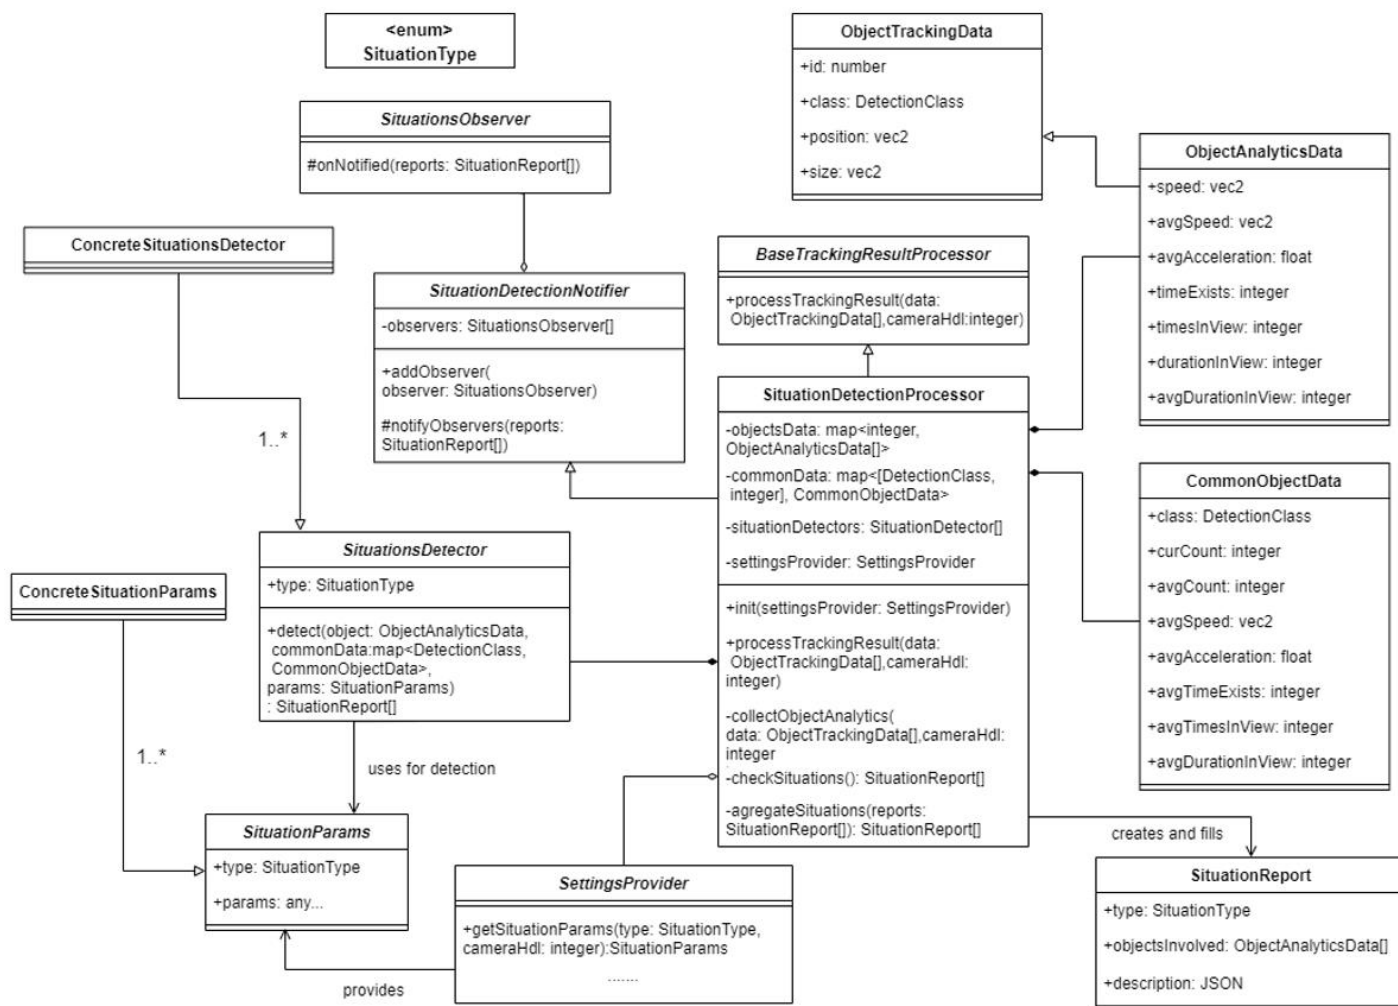 <enum>
SituationType
ObjectTrackingData
+id: number
+class: DetectionClass
+position: vec2
+size: vec2
SituationsObserver
#onNotified(reports: SituationReport[])
ObjectAnalyticsData
+speed: vec2
+avgSpeed: vec2
+avgAcceleration: float
+timeExists: integer
+timesInView: integer
+durationInView: integer
+avgDurationInView: integer
ConcreteSituationsDetector
BaseTrackingResultProcessor
+processTrackingResult(data:
ObjectTrackingData[],cameraHdl:integer)
SituationDetectionNotifier
-observers: SituationsObserver[]
+addObserver(
observer: SituationsObserver)
#notifyObservers(reports:
SituationReport[])
SituationDetectionProcessor
-objectsData: map<integer,
ObjectAnalyticsData[]>
-commonData: map<[DetectionClass,
integer], CommonObjectData>
-situationDetectors: SituationDetector[]
-settingsProvider: SettingsProvider
+init(settingsProvider: SettingsProvider)
+processTrackingResult(data:
ObjectTrackingData[],cameraHdl:
integer)
-collectObjectAnalytics(
data: ObjectTrackingData[],cameraHdl:
integer
-checkSituations(): SituationReport[]
-agregateSituations(reports:
SituationReport[]): SituationReport[]
1..*
CommonObjectData
+class: DetectionClass
+curCount: integer
+avgCount: integer
+avgSpeed: vec2
+avgAcceleration: float
+avgTimeExists: integer
+avgTimesInView: integer
+avgDurationInView: integer
SituationsDetector
+type: SituationType
+detect(object: ObjectAnalyticsData,
commonData:map<DetectionClass,
CommonObjectData>,
params: SituationParams)
: SituationReport[]
ConcreteSituationParams
1..*
uses for detection
SituationParams
+type: SituationType
+params: any...
creates and fills
SettingsProvider
+getSituationParams(type: SituationType,
cameraHdl: integer):SituationParams
.......
provides
SituationReport
+type: SituationType
+objectsInvolved: ObjectAnalyticsData[]
+description: JSON